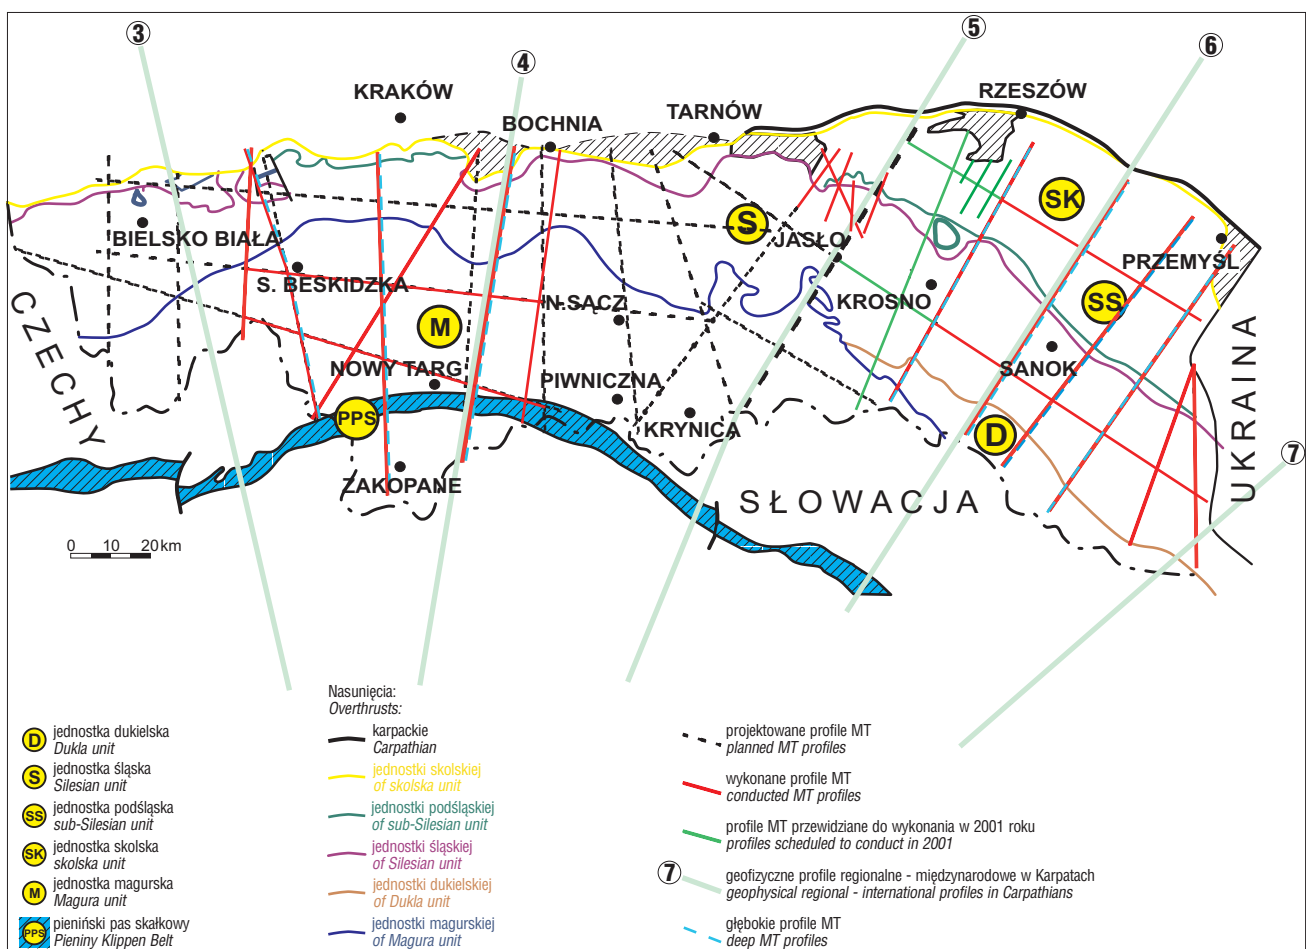 3
4
5
6
KRAKÓW
BOCHNIA
TARNÓW
RZESZÓW
SK
S
BIELSKO BIAŁA
JASŁO
PRZEMYŚL
S. BESKIDZKA
KROSNO
SS
N.SĄCZ
M
CZECHY
NOWY TARG
PIWNICZNA
SANOK
UKRAINA
PPS
KRYNICA
D
7
ZAKOPANE
SŁOWACJA
0 10 20 km
D
jednostka dukielska
Dukla unit
S
jednostka śląska
Silesian unit
SS
jednostka podśląska
sub-Silesian unit
SK
jednostka skolska
skolska unit
M
jednostka magurska
Magura unit
PPS
pieniński pas skałkowy
Pieniny Klippen Belt
Nasunięcia:
Overthrusts:
karpackie
Carpathian
jednostki skolskiej
of skolska unit
jednostki podśląskiej
of sub-Silesian unit
jednostki śląskiej
of Silesian unit
jednostki dukielskiej
of Dukla unit
jednostki magurskiej
of Magura unit
projektowane profile MT
planned MT profiles
wykonane profile MT
conducted MT profiles
profile MT przewidziane do wykonania w 2001 roku
profiles scheduled to conduct in 2001
7
geofizyczne profile regionalne - międzynarodowe w Karpatach
geophysical regional - international profiles in Carpathians
głębokie profile MT
deep MT profiles